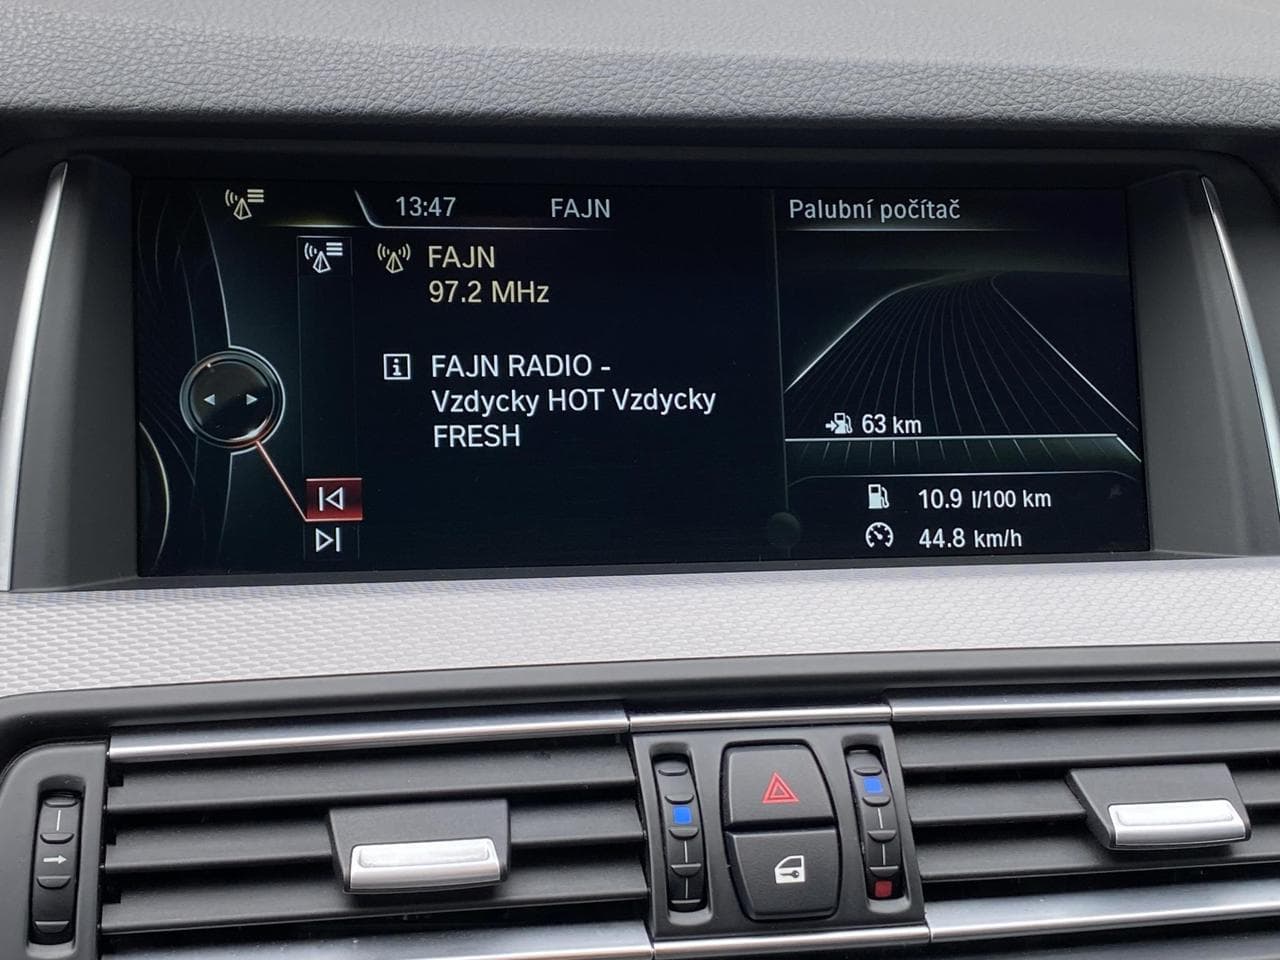 13:47
FAJN
Palubní počítač
FAJN
97.2 MHz
FAJN RADIO -
Vzdycky HOT Vzdycky
FRESH
63 km
10.9 l/100 km
44.8 km/h